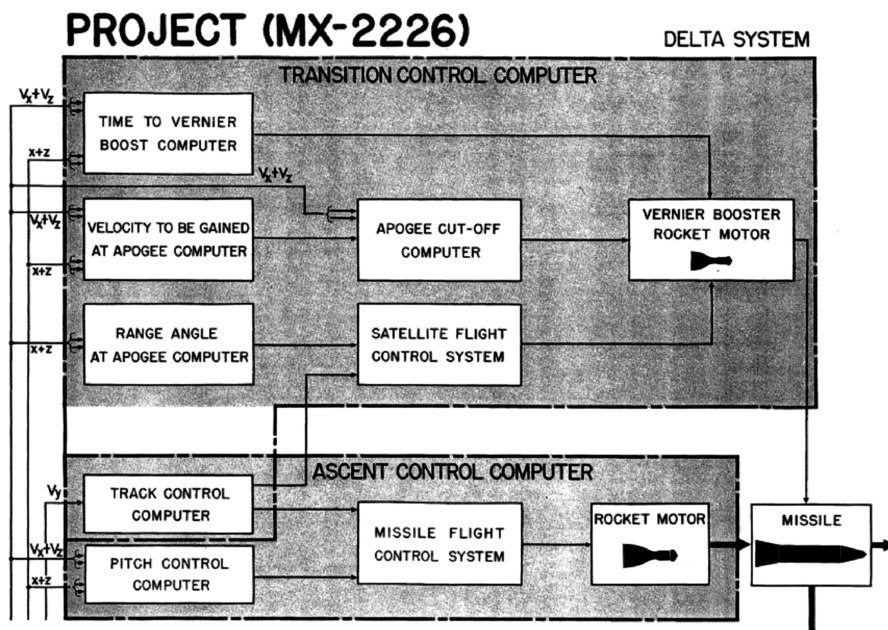 PROJECT (MX-2226)
DELTA SYSTEM
TRANSITION CONTROL COMPUTER
Vx+Vz
TIME TO VERNIER
BOOST COMPUTER
x+z
Vx+Vz
Vx+Vz
VELOCITY TO BE GAINED
AT APOGEE COMPUTER
x+z
APOGEE CUT-OFF
COMPUTER
VERNIER BOOSTER
ROCKET MOTOR
RANGE ANGLE
AT APOGEE COMPUTER
x+z
SATELLITE FLIGHT
CONTROL SYSTEM
ASCENT CONTROL COMPUTER
Vy
TRACK CONTROL
COMPUTER
MISSILE FLIGHT
CONTROL SYSTEM
ROCKET MOTOR
MISSILE
Vx+Vz
PITCH CONTROL
COMPUTER
x+z